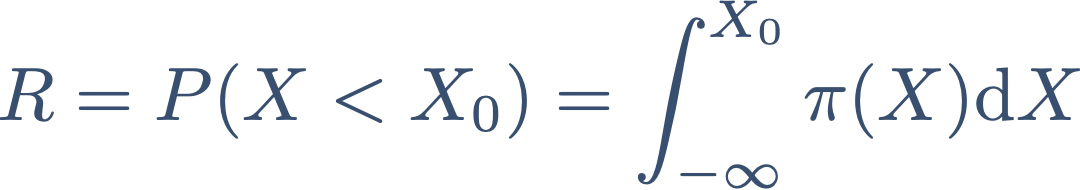 R = P(X < X₀) = ∫_{-∞}^{X₀} π(X)dX